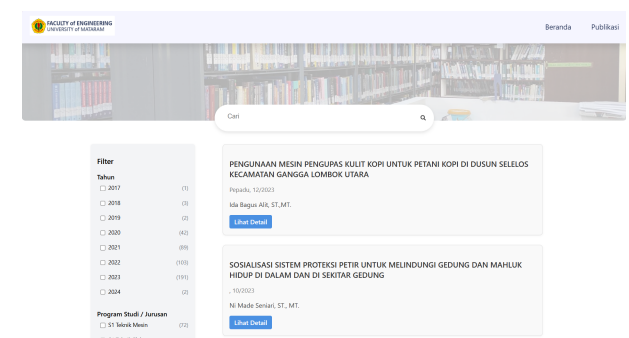 FACULTY of ENGINEERING
UNIVERSITY of MATARAM
Beranda Publikasi
Cari
Filter
Tahun
2017 (1)
2018 (3)
2019 (2)
2020 (42)
2021 (89)
2022 (103)
2023 (191)
2024 (2)
Program Studi / Jurusan
S1 Teknik Mesin (72)
PENGUNAAN MESIN PENGUPAS KULIT KOPI UNTUK PETANI KOPI DI DUSUN SELELOS
KECAMATAN GANGGA LOMBOK UTARA
Pepadu, 12/2023
Ida Bagus Alit, ST.,MT.
Lihat Detail
SOSIALISASI SISTEM PROTEKSI PETIR UNTUK MELINDUNGI GEDUNG DAN MAHLUK
HIDUP DI DALAM DAN DI SEKITAR GEDUNG
, 10/2023
Ni Made Seniari, ST., MT.
Lihat Detail